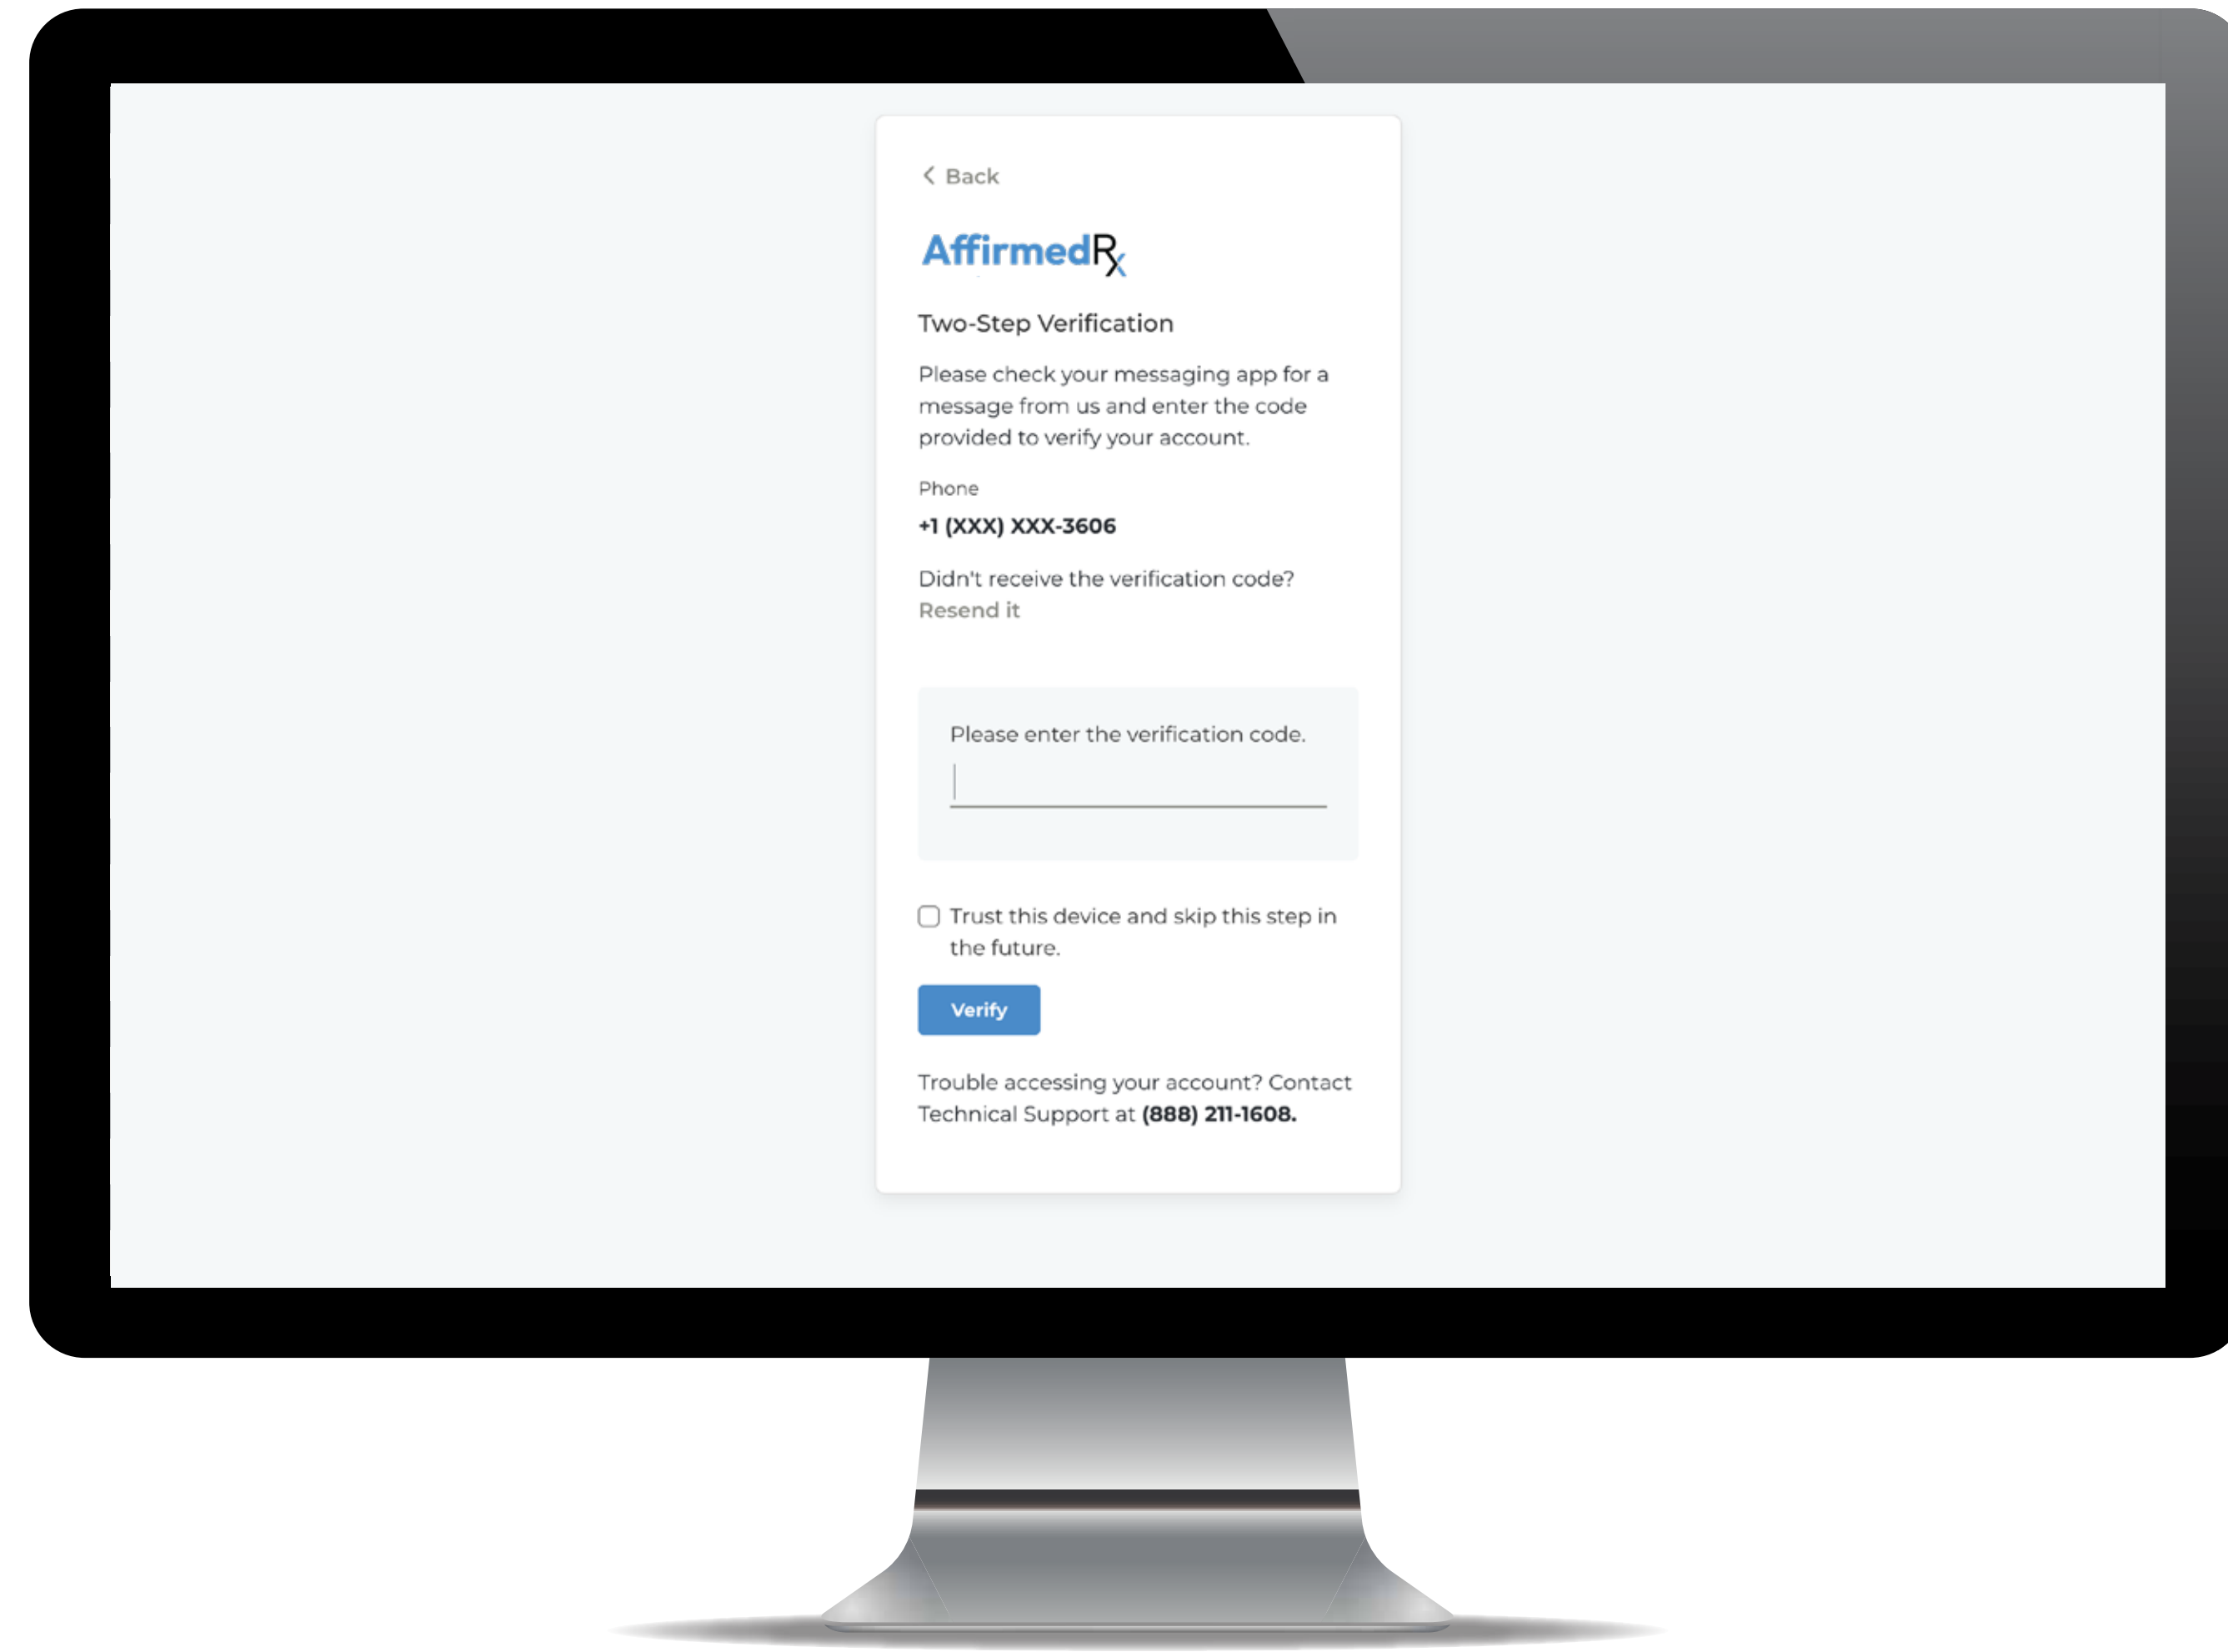 < Back
AffirmedRx
Two-Step Verification
Please check your messaging app for a
message from us and enter the code
provided to verify your account.
Phone
+1 (XXX) XXX-3606
Didn't receive the verification code?
Resend it
Please enter the verification code.
Trust this device and skip this step in
the future.
Verify
Trouble accessing your account? Contact
Technical Support at (888) 211-1608.